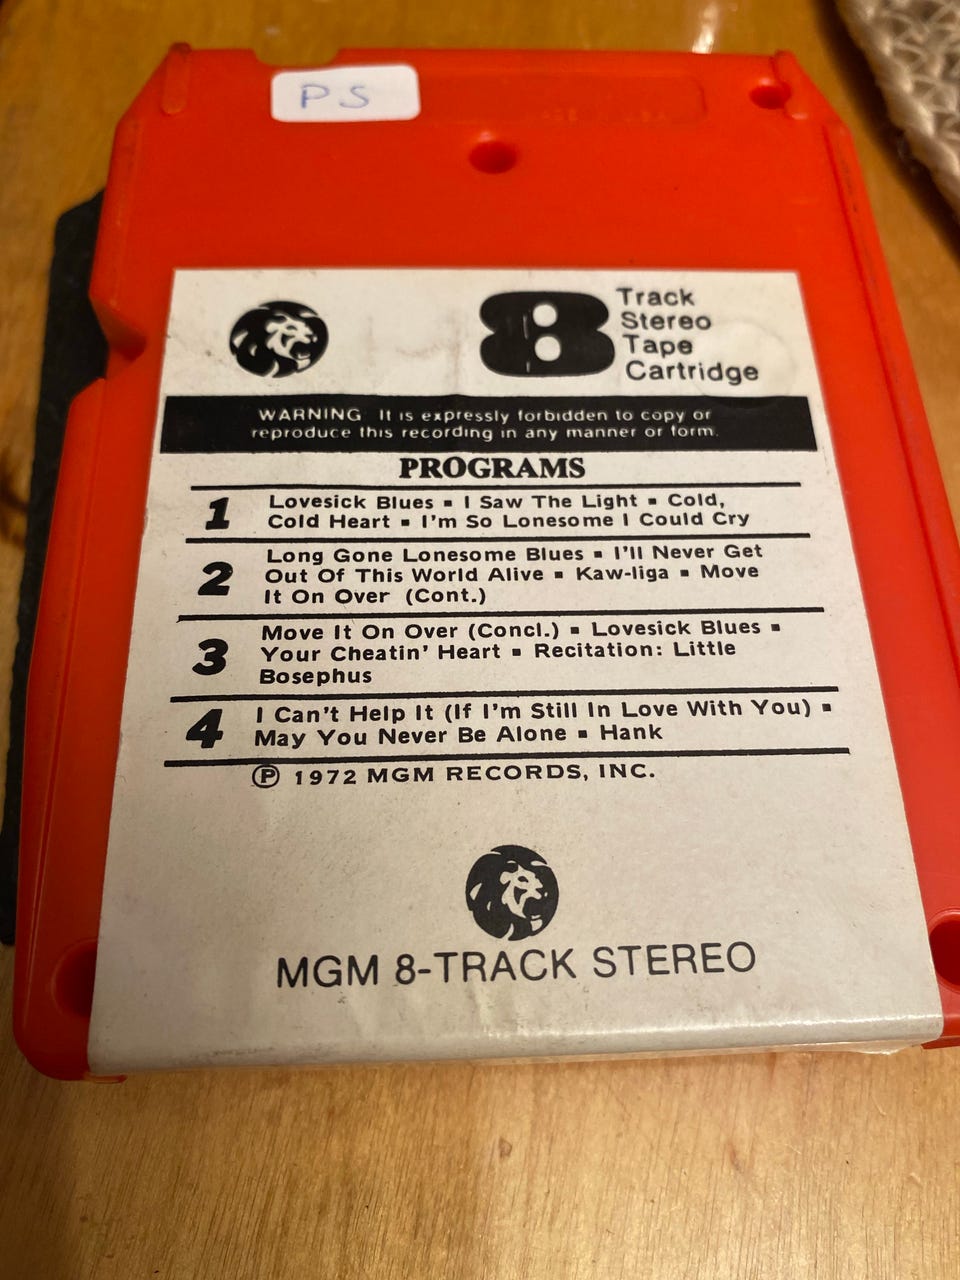 PS
8 Track
Stereo
Tape
Cartridge
WARNING It is expressly forbidden to copy or
reproduce this recording in any manner or form.
PROGRAMS
1 Lovesick Blues ▪ I Saw The Light ▪ Cold,
Cold Heart ▪ I'm So Lonesome I Could Cry
2 Long Gone Lonesome Blues ▪ I'll Never Get
Out Of This World Alive ▪ Kaw-liga ▪ Move
It On Over (Cont.)
3 Move It On Over (Concl.) ▪ Lovesick Blues ▪
Your Cheatin' Heart ▪ Recitation: Little
Bosephus
4 I Can't Help It (If I'm Still In Love With You) ▪
May You Never Be Alone ▪ Hank
℗ 1972 MGM RECORDS, INC.
MGM 8-TRACK STEREO